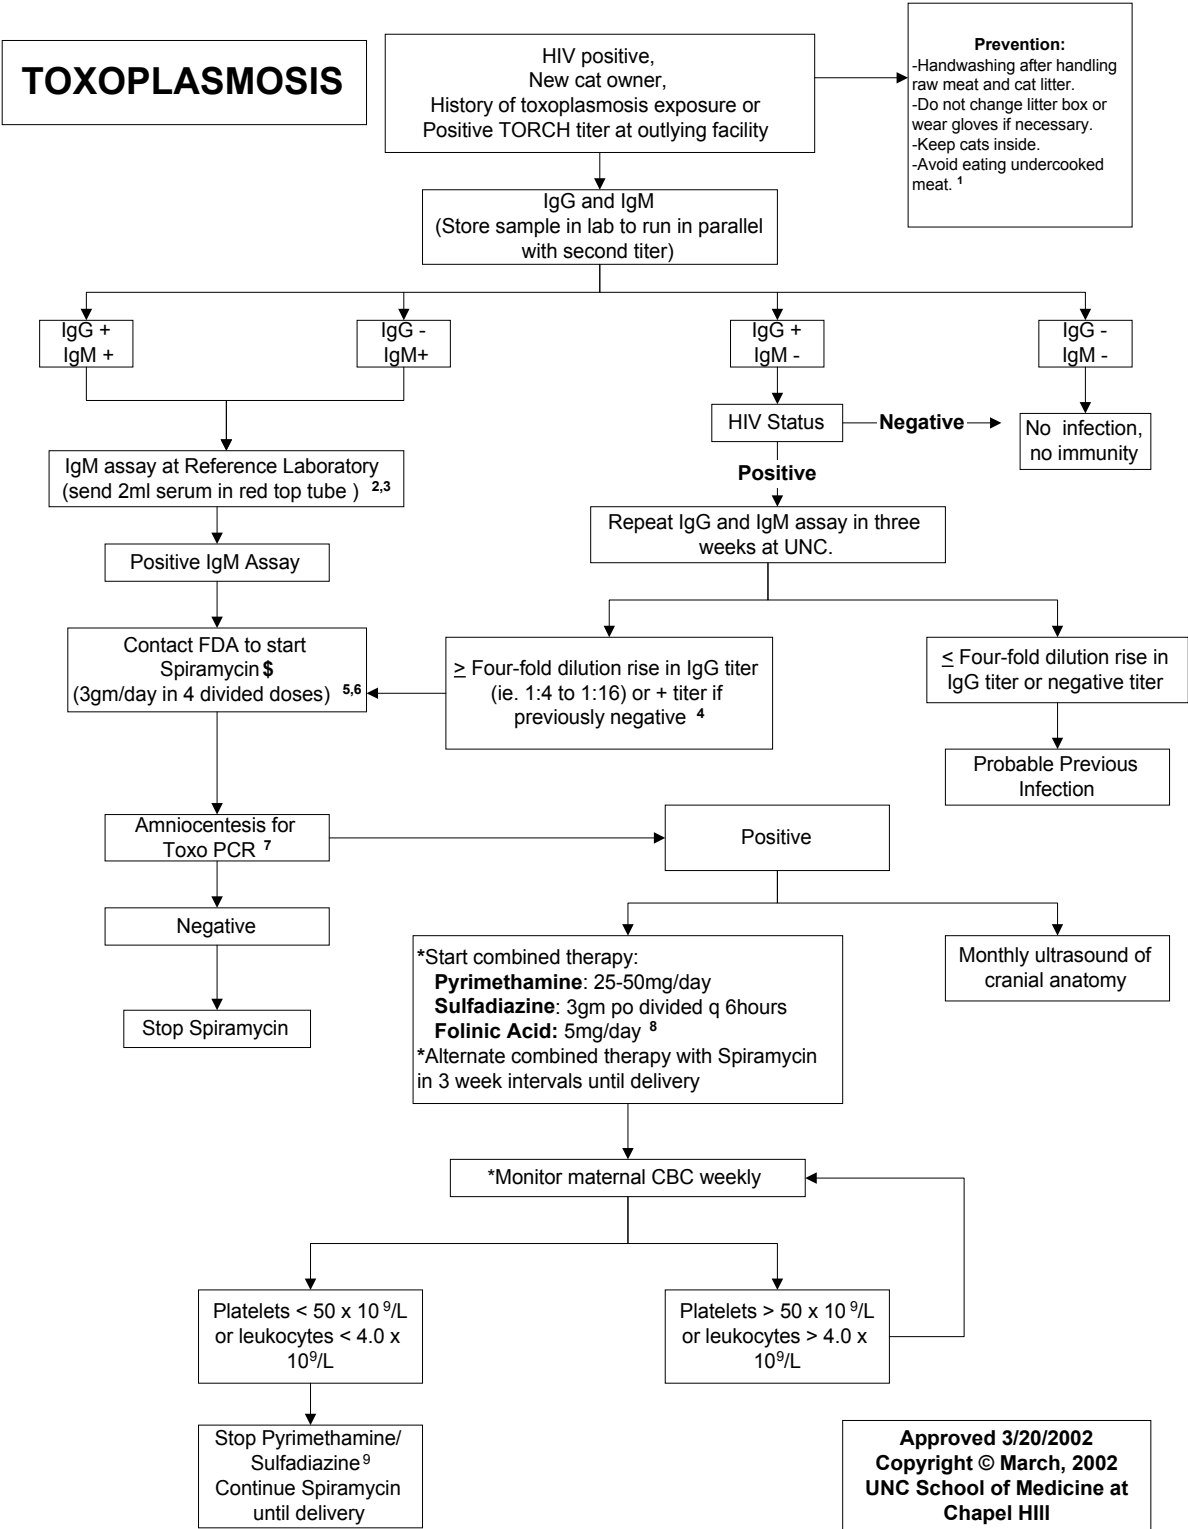 TOXOPLASMOSIS
HIV positive,
New cat owner,
History of toxoplasmosis exposure or
Positive TORCH titer at outlying facility
Prevention:
-Handwashing after handling
raw meat and cat litter.
-Do not change litter box or
wear gloves if necessary.
-Keep cats inside.
-Avoid eating undercooked
meat. 1
IgG and IgM
(Store sample in lab to run in parallel
with second titer)
IgG +
IgM +
IgG -
IgM+
IgG +
IgM -
IgG -
IgM -
HIV Status
Negative
No infection,
no immunity
Positive
IgM assay at Reference Laboratory
(send 2ml serum in red top tube ) 2,3
Repeat IgG and IgM assay in three
weeks at UNC.
Positive IgM Assay
Contact FDA to start
Spiramycin $
(3gm/day in 4 divided doses) 5,6
≥ Four-fold dilution rise in IgG titer
(ie. 1:4 to 1:16) or + titer if
previously negative 4
≤ Four-fold dilution rise in
IgG titer or negative titer
Probable Previous
Infection
Amniocentesis for
Toxo PCR 7
Positive
Negative
Stop Spiramycin
*Start combined therapy:
Pyrimethamine: 25-50mg/day
Sulfadiazine: 3gm po divided q 6hours
Folinic Acid: 5mg/day 8
*Alternate combined therapy with Spiramycin
in 3 week intervals until delivery
Monthly ultrasound of
cranial anatomy
*Monitor maternal CBC weekly
Platelets < 50 x 10⁹/L
or leukocytes < 4.0 x
10⁹/L
Platelets > 50 x 10⁹/L
or leukocytes > 4.0 x
10⁹/L
Stop Pyrimethamine/
Sulfadiazine 9
Continue Spiramycin
until delivery
Approved 3/20/2002
Copyright © March, 2002
UNC School of Medicine at
Chapel HIll